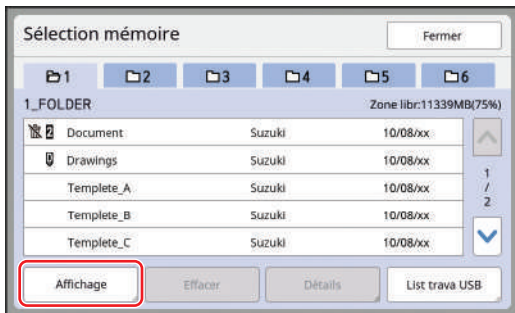 Sélection mémoire Fermer
1 2 3 4 5 6
1_FOLDER Zone libr:11339MB(75%)
2 Document Suzuki 10/08/xx
Drawings Suzuki 10/08/xx
Templete_A Suzuki 10/08/xx
Templete_B Suzuki 10/08/xx
Templete_C Suzuki 10/08/xx
1
/
2
Affichage Effacer Détails List trava USB